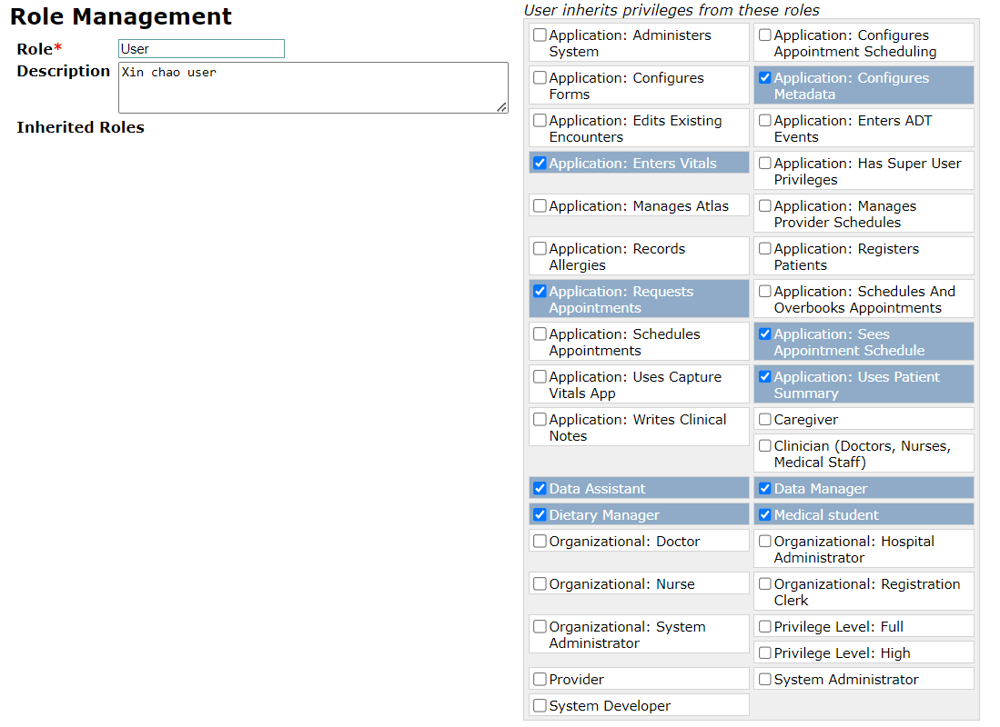 Role Management
Role*
User
Description
Xin chao user
Inherited Roles
User inherits privileges from these roles
Application: Administers
System
Application: Configures
Appointment Scheduling
Application: Configures
Forms
Application: Configures
Metadata
Application: Edits Existing
Encounters
Application: Enters ADT
Events
Application: Enters Vitals
Application: Has Super User
Privileges
Application: Manages Atlas
Application: Manages
Provider Schedules
Application: Records
Allergies
Application: Registers
Patients
Application: Requests
Appointments
Application: Schedules And
Overbooks Appointments
Application: Schedules
Appointments
Application: Sees
Appointment Schedule
Application: Uses Capture
Vitals App
Application: Uses Patient
Summary
Application: Writes Clinical
Notes
Caregiver
Clinician (Doctors, Nurses,
Medical Staff)
Data Assistant
Data Manager
Dietary Manager
Medical student
Organizational: Doctor
Organizational: Hospital
Administrator
Organizational: Nurse
Organizational: Registration
Clerk
Organizational: System
Administrator
Privilege Level: Full
Privilege Level: High
Provider
System Administrator
System Developer